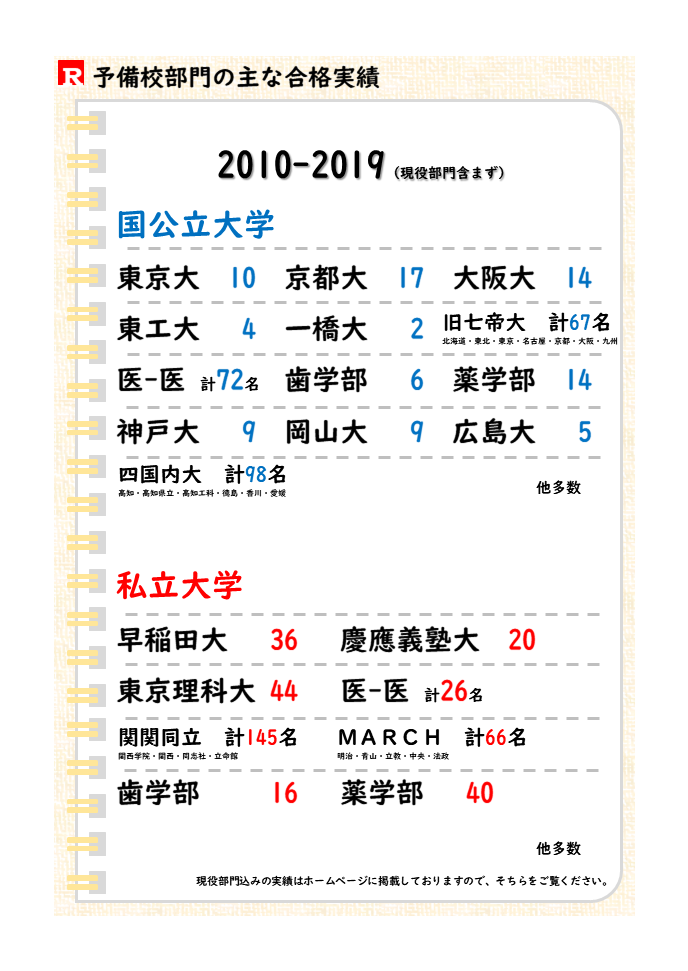 R 予備校部門の主な合格実績
2010-2019 (現役部門含まず)
国公立大学
東京大 10 京都大 17 大阪大 14
東工大 4 一橋大 2 旧七帝大 計67名
北海道・東北・東京・名古屋・京都・大阪・九州
医-医 計72名 歯学部 6 薬学部 14
神戸大 9 岡山大 9 広島大 5
四国内大 計98名
高知・高知県立・高知工科・徳島・香川・愛媛
他多数
私立大学
早稲田大 36 慶應義塾大 20
東京理科大 44 医-医 計26名
関関同立 計145名 ＭＡＲＣＨ 計66名
関西学院・関西・同志社・立命館 明治・青山・立教・中央・法政
歯学部 16 薬学部 40
他多数
現役部門込みの実績はホームページに掲載しておりますので、そちらをご覧ください。